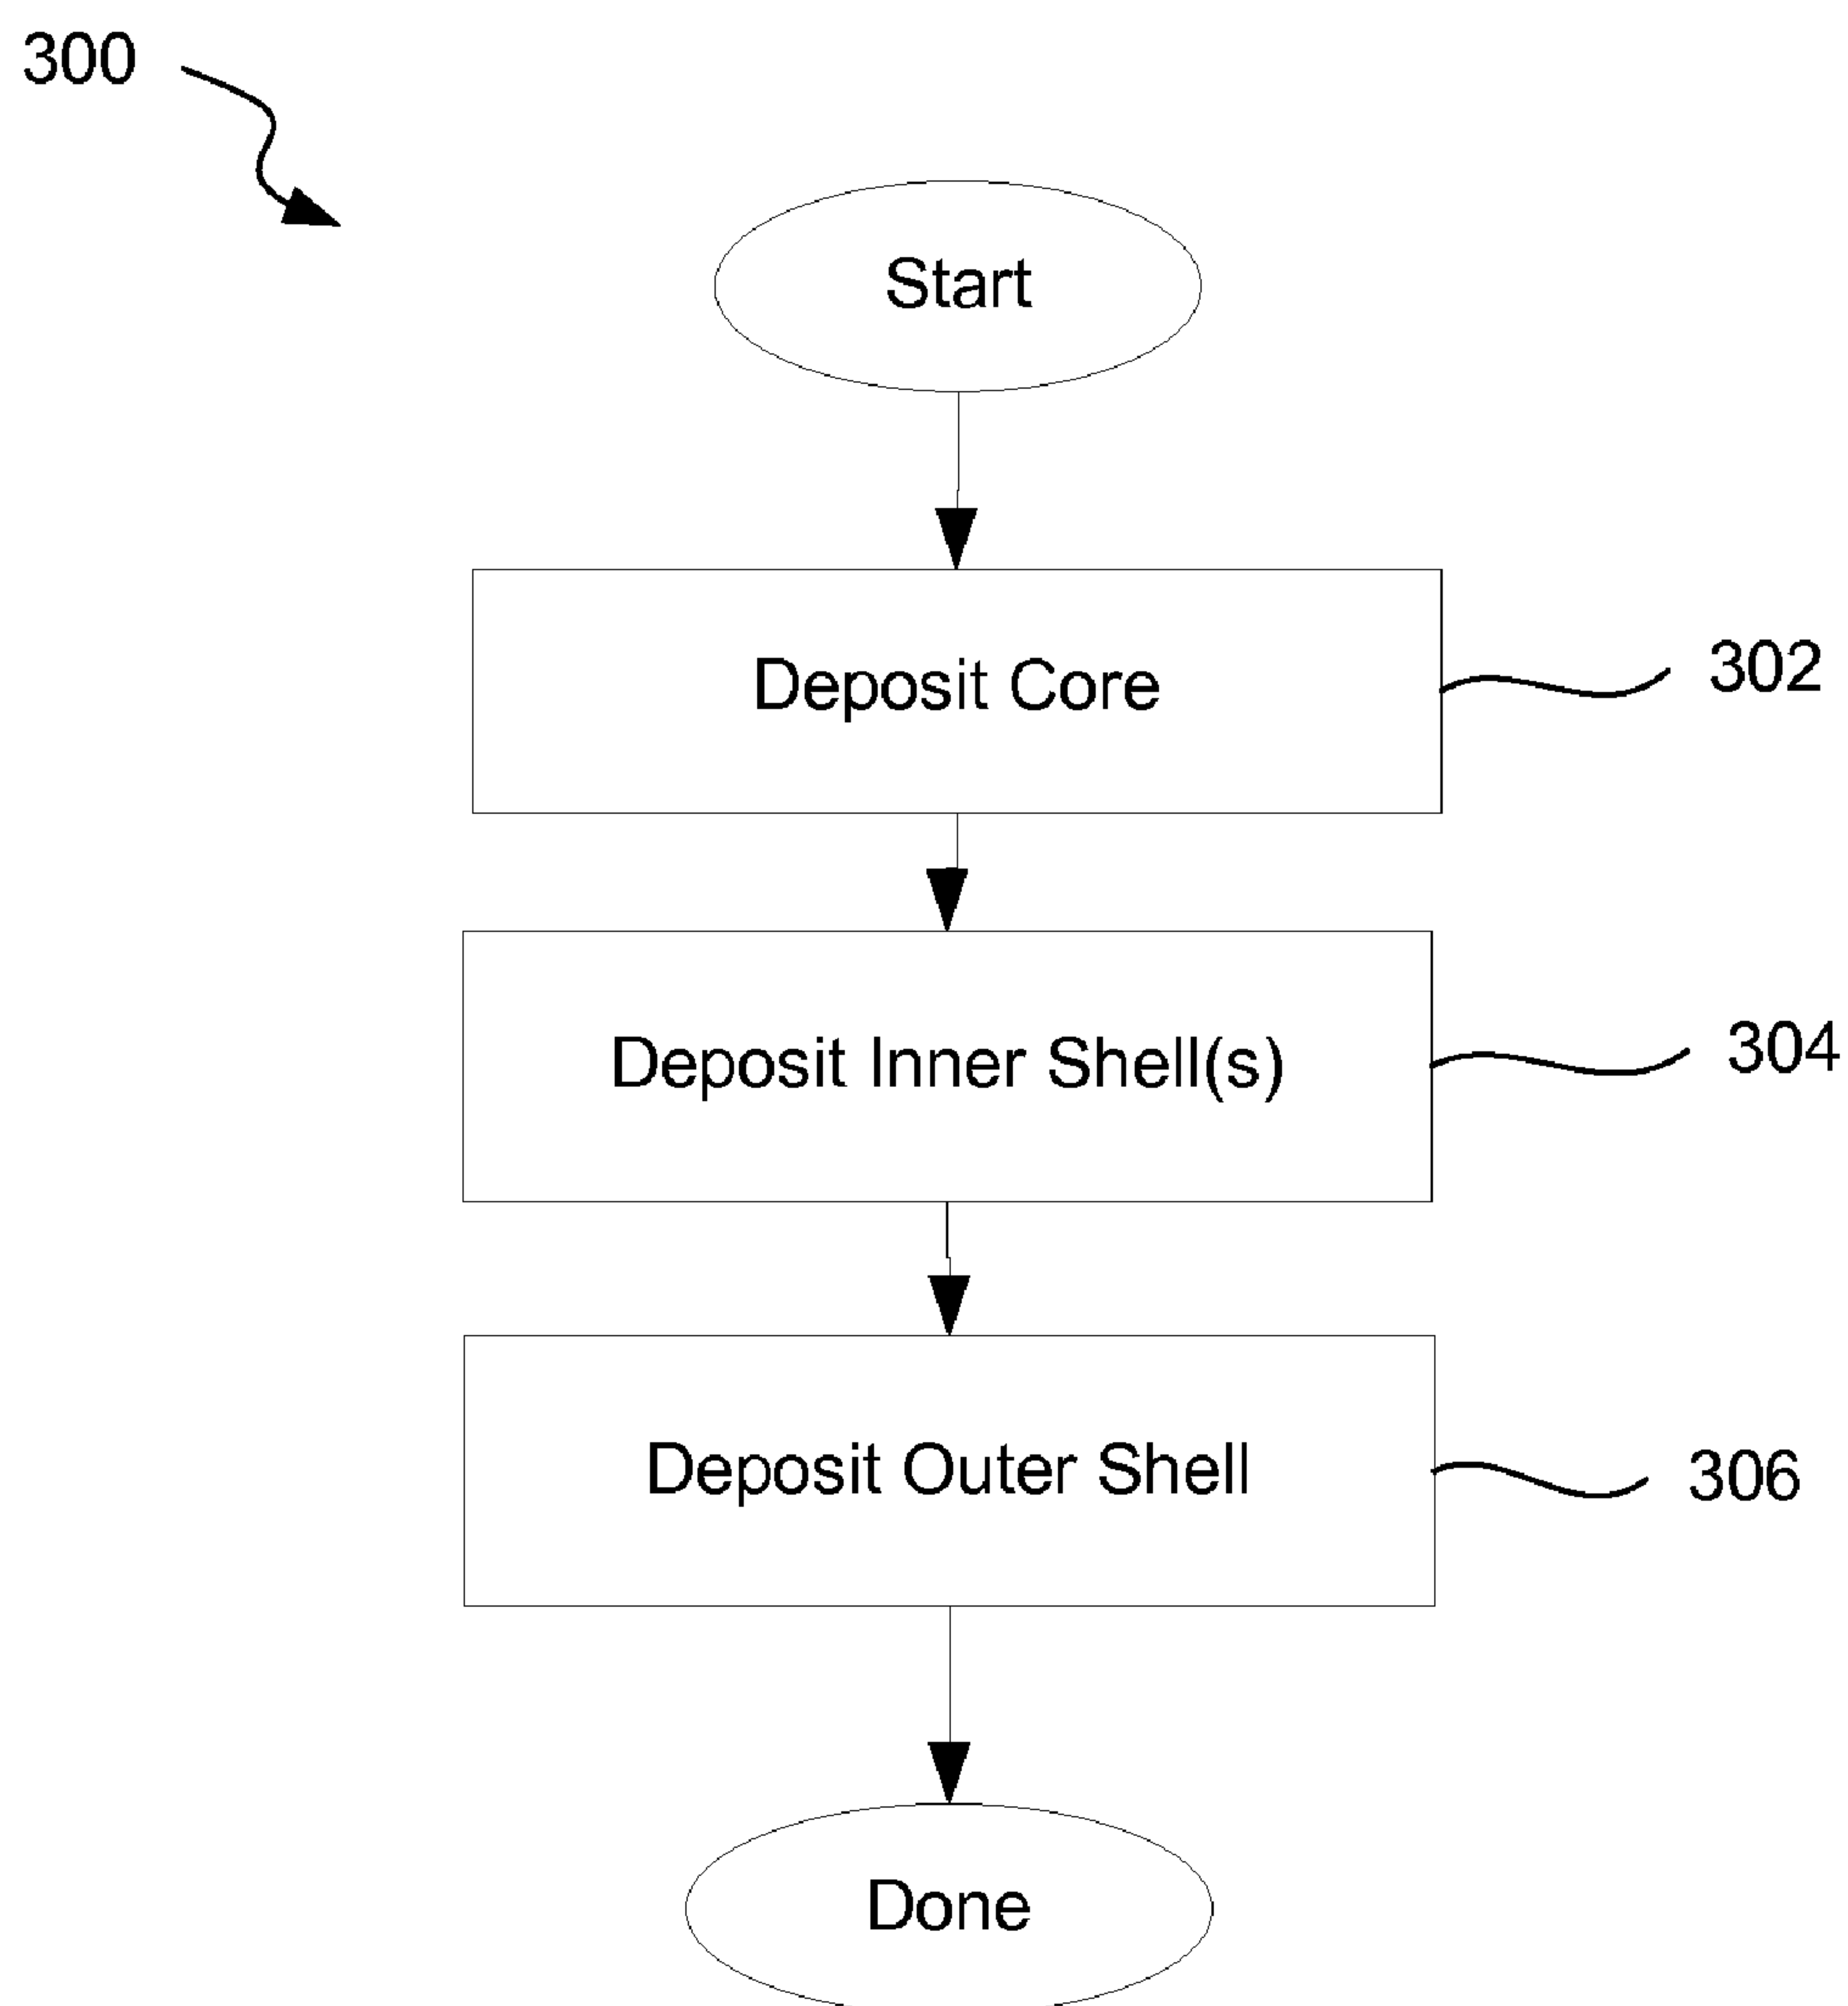 300
Start
Deposit Core
302
Deposit Inner Shell(s)
304
Deposit Outer Shell
306
Done